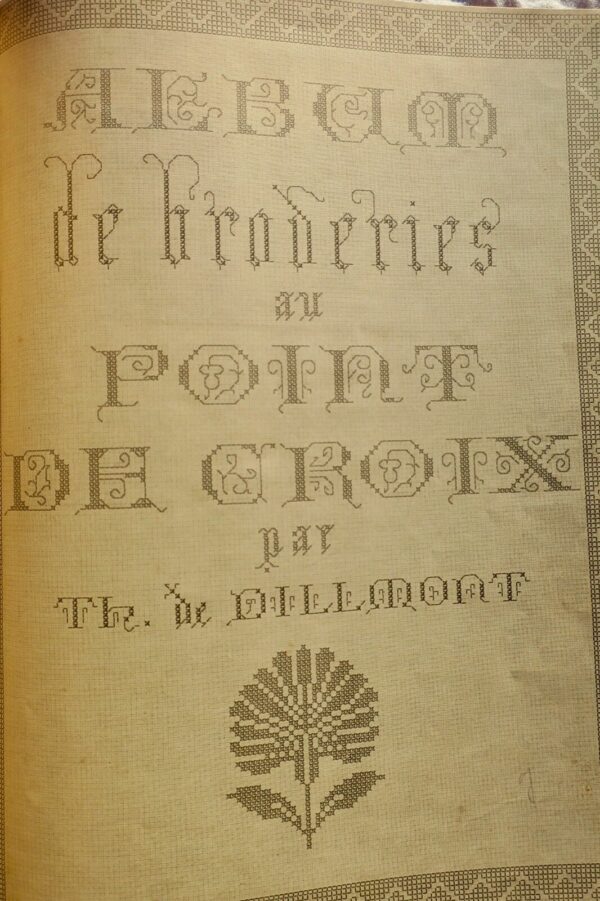 ALBUM
de broderies
au
POINT
DE CROIX
par
Th. de DILLMONT